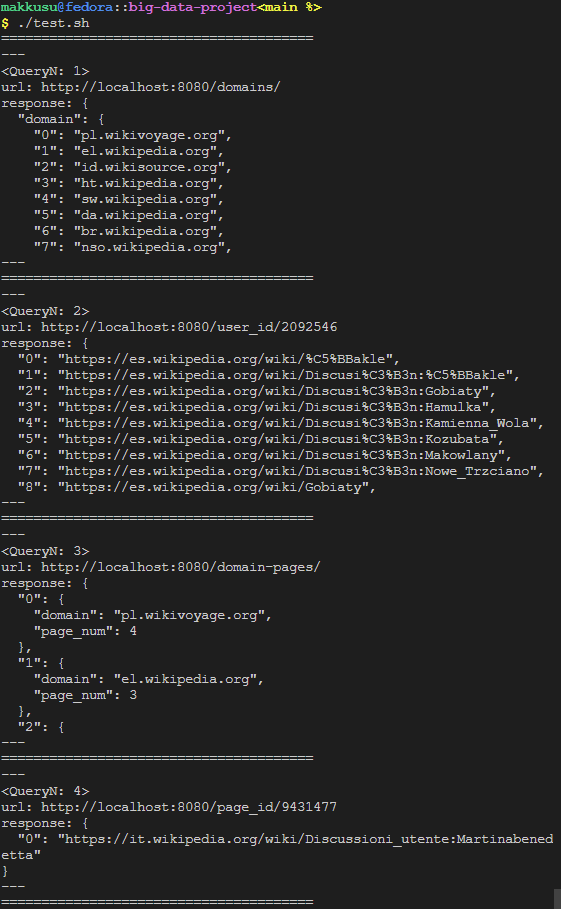 makkusu@fedora::big-data-project<main %>
$ ./test.sh
=======================================
---
<QueryN: 1>
url: http://localhost:8080/domains/
response: {
  "domain": {
    "0": "pl.wikivoyage.org",
    "1": "el.wikipedia.org",
    "2": "id.wikisource.org",
    "3": "ht.wikipedia.org",
    "4": "sw.wikipedia.org",
    "5": "da.wikipedia.org",
    "6": "br.wikipedia.org",
    "7": "nso.wikipedia.org",
---
=======================================
---
<QueryN: 2>
url: http://localhost:8080/user_id/2092546
response: {
  "0": "https://es.wikipedia.org/wiki/%C5%BBakle",
  "1": "https://es.wikipedia.org/wiki/Discusi%C3%B3n:%C5%BBakle",
  "2": "https://es.wikipedia.org/wiki/Discusi%C3%B3n:Gobiaty",
  "3": "https://es.wikipedia.org/wiki/Discusi%C3%B3n:Hamulka",
  "4": "https://es.wikipedia.org/wiki/Discusi%C3%B3n:Kamienna_Wola",
  "5": "https://es.wikipedia.org/wiki/Discusi%C3%B3n:Kozubata",
  "6": "https://es.wikipedia.org/wiki/Discusi%C3%B3n:Makowlany",
  "7": "https://es.wikipedia.org/wiki/Discusi%C3%B3n:Nowe_Trzciano",
  "8": "https://es.wikipedia.org/wiki/Gobiaty",
---
=======================================
---
<QueryN: 3>
url: http://localhost:8080/domain-pages/
response: {
  "0": {
    "domain": "pl.wikivoyage.org",
    "page_num": 4
  },
  "1": {
    "domain": "el.wikipedia.org",
    "page_num": 3
  },
  "2": {
---
=======================================
---
<QueryN: 4>
url: http://localhost:8080/page_id/9431477
response: {
  "0": "https://it.wikipedia.org/wiki/Discussioni_utente:Martinabened
etta"
}
---
=======================================